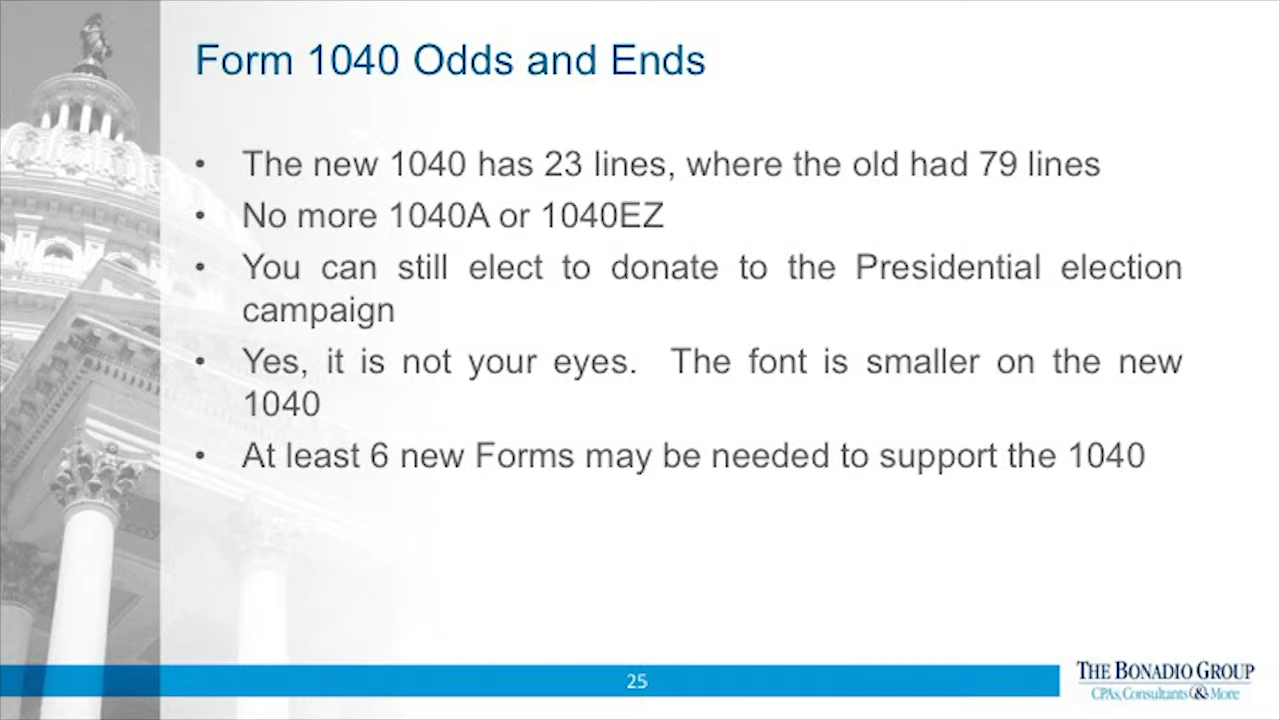 Form 1040 Odds and Ends
• The new 1040 has 23 lines, where the old had 79 lines
• No more 1040A or 1040EZ
• You can still elect to donate to the Presidential election
campaign
• Yes, it is not your eyes. The font is smaller on the new
1040
• At least 6 new Forms may be needed to support the 1040
25
THE BONADIO GROUP
CPAs, Consultants & More